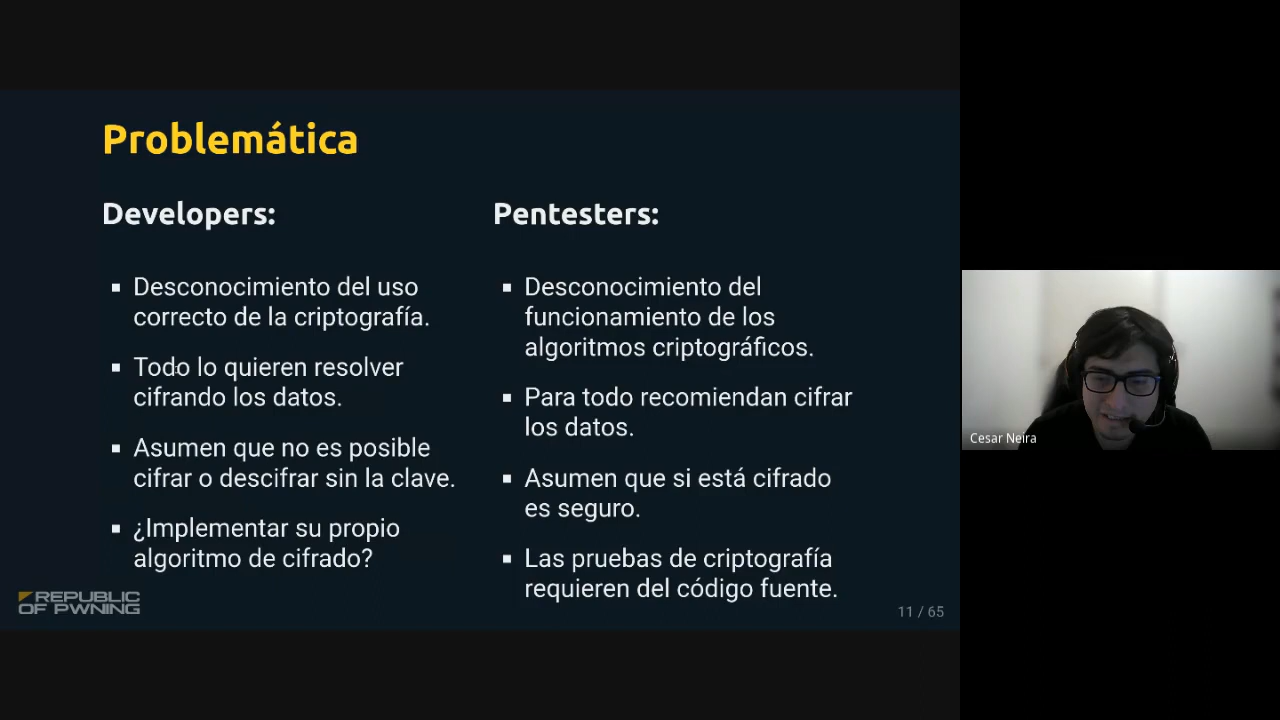 Problemática
Developers:
Desconocimiento del uso
correcto de la criptografía.
Todo lo quieren resolver
cifrando los datos.
Asumen que no es posible
cifrar o descifrar sin la clave.
¿Implementar su propio
algoritmo de cifrado?
Pentesters:
Desconocimiento del
funcionamiento de los
algoritmos criptográficos.
Para todo recomiendan cifrar
los datos.
Asumen que si está cifrado
es seguro.
Las pruebas de criptografía
requieren del código fuente.
REPUBLIC
OF PWNING
11 / 65
Cesar Neira